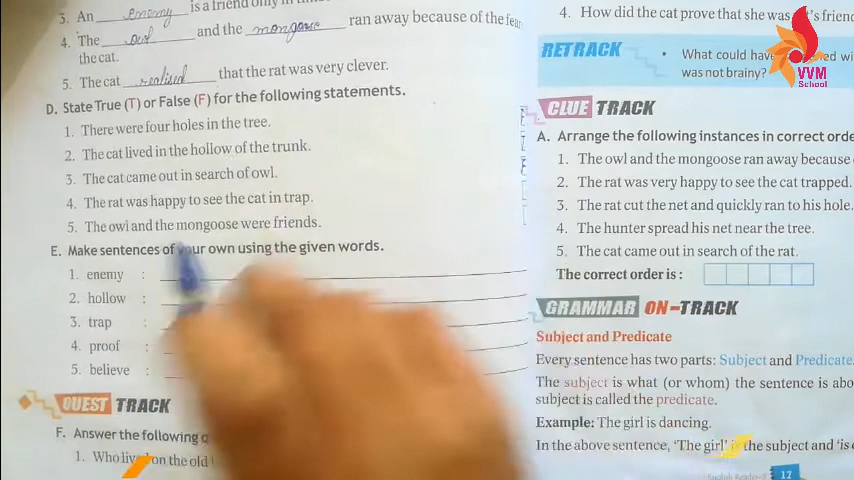 3. An enemy is a friend only in
4. The owl and the mongoose ran away because of the fear
the cat.
5. The cat realised that the rat was very clever.
D. State True (T) or False (F) for the following statements.
1. There were four holes in the tree.
2. The cat lived in the hollow of the trunk.
3. The cat came out in search of owl.
4. The rat was happy to see the cat in trap.
5. The owl and the mongoose were friends.
E. Make sentences of your own using the given words.
1. enemy :
2. hollow :
3. trap :
4. proof :
5. believe :
QUEST TRACK
F. Answer the following
1. Who lived on the old
4. How did the cat prove that she was friend
RETRACK
• What could have
was not brainy?
CLUE TRACK
A. Arrange the following instances in correct orde
1. The owl and the mongoose ran away because
2. The rat was very happy to see the cat trapped.
3. The rat cut the net and quickly ran to his hole.
4. The hunter spread his net near the tree.
5. The cat came out in search of the rat.
The correct order is :
GRAMMAR ON-TRACK
Subject and Predicate
Every sentence has two parts: Subject and Predicate.
The subject is what (or whom) the sentence is abo
subject is called the predicate.
Example: The girl is dancing.
In the above sentence, 'The girl' is the subject and 'is
English Reader-5 17
VVM
School